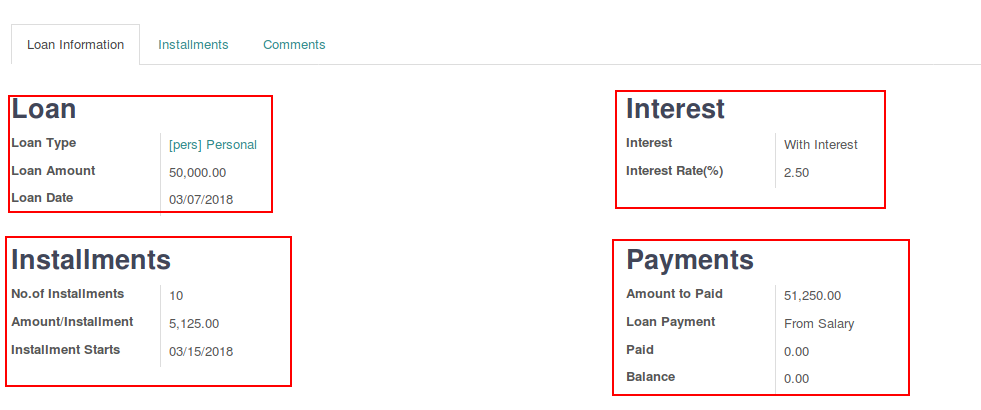 Loan Information Installments Comments
Loan
Loan Type [pers] Personal
Loan Amount 50,000.00
Loan Date 03/07/2018
Interest
Interest With Interest
Interest Rate(%) 2.50
Installments
No.of Installments 10
Amount/Installment 5,125.00
Installment Starts 03/15/2018
Payments
Amount to Paid 51,250.00
Loan Payment From Salary
Paid 0.00
Balance 0.00